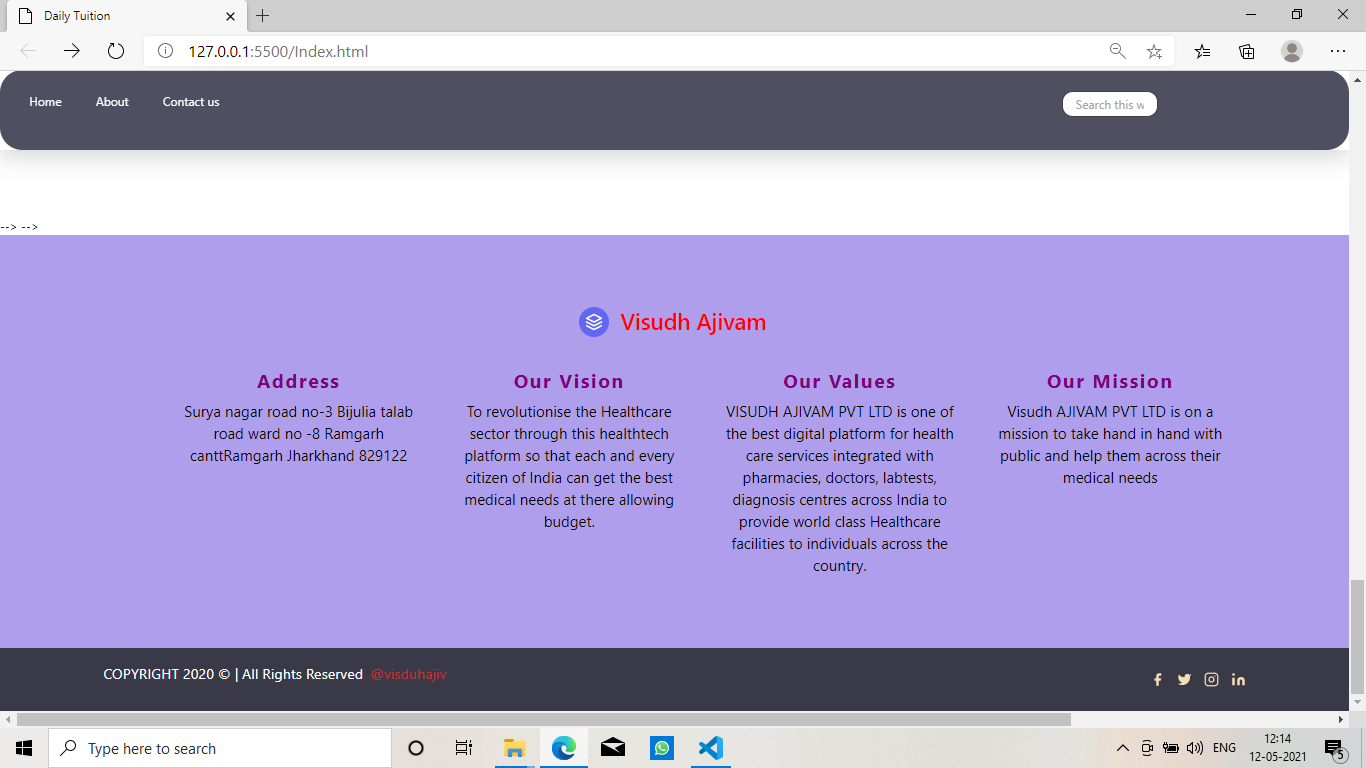 Daily Tuition
127.0.0.1:5500/Index.html
Home About Contact us
Search this w
--> -->
Visudh Ajivam
Address
Surya nagar road no-3 Bijulia talab
road ward no -8 Ramgarh
canttRamgarh Jharkhand 829122
Our Vision
To revolutionise the Healthcare
sector through this healthtech
platform so that each and every
citizen of India can get the best
medical needs at there allowing
budget.
Our Values
VISUDH AJIVAM PVT LTD is one of
the best digital platform for health
care services integrated with
pharmacies, doctors, labtests,
diagnosis centres across India to
provide world class Healthcare
facilities to individuals across the
country.
Our Mission
Visudh AJIVAM PVT LTD is on a
mission to take hand in hand with
public and help them across their
medical needs
COPYRIGHT 2020 © | All Rights Reserved @visduhajiv
Type here to search
ENG
12:14
12-05-2021
5